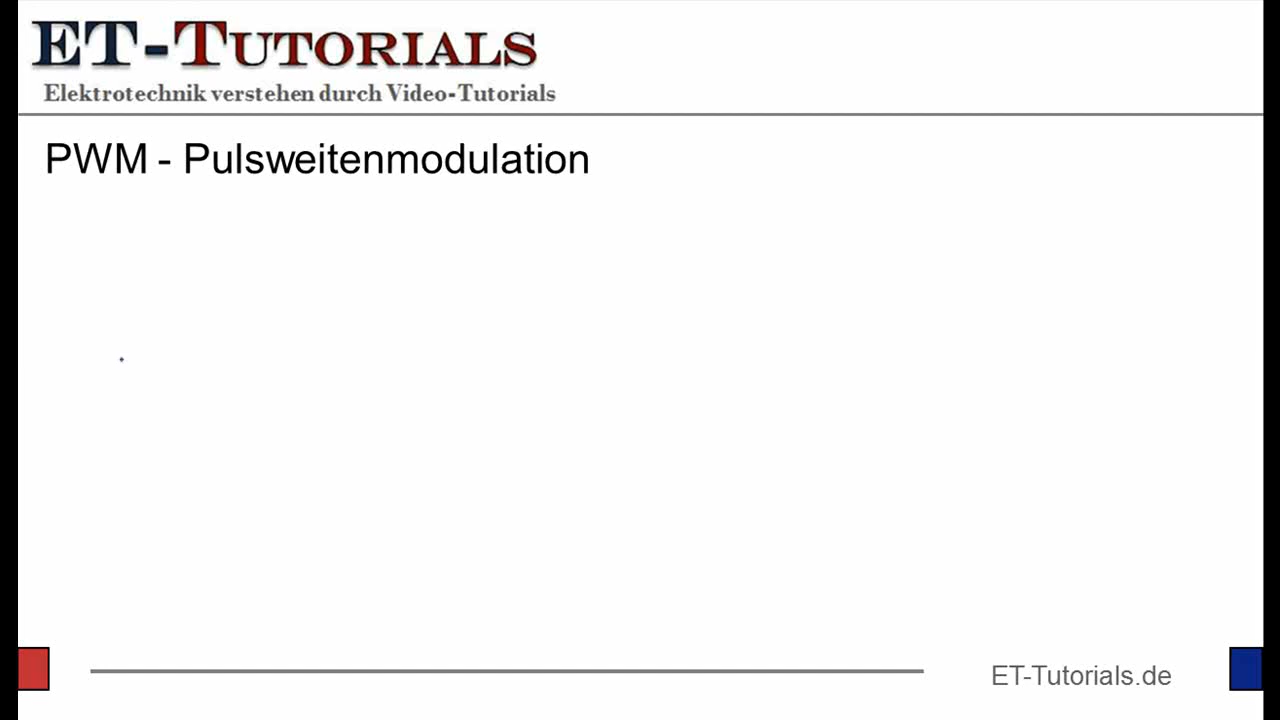 ET-Tutorials
Elektrotechnik verstehen durch Video-Tutorials
PWM - Pulsweitenmodulation
ET-Tutorials.de